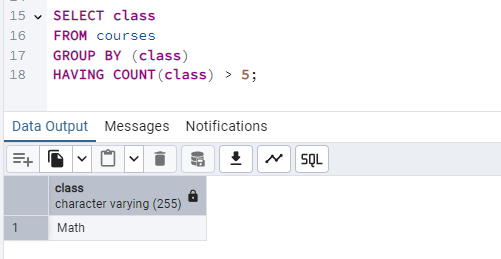 15 SELECT class
16 FROM courses
17 GROUP BY (class)
18 HAVING COUNT(class) > 5;
Data Output Messages Notifications
SQL
class
character varying (255)
1 Math